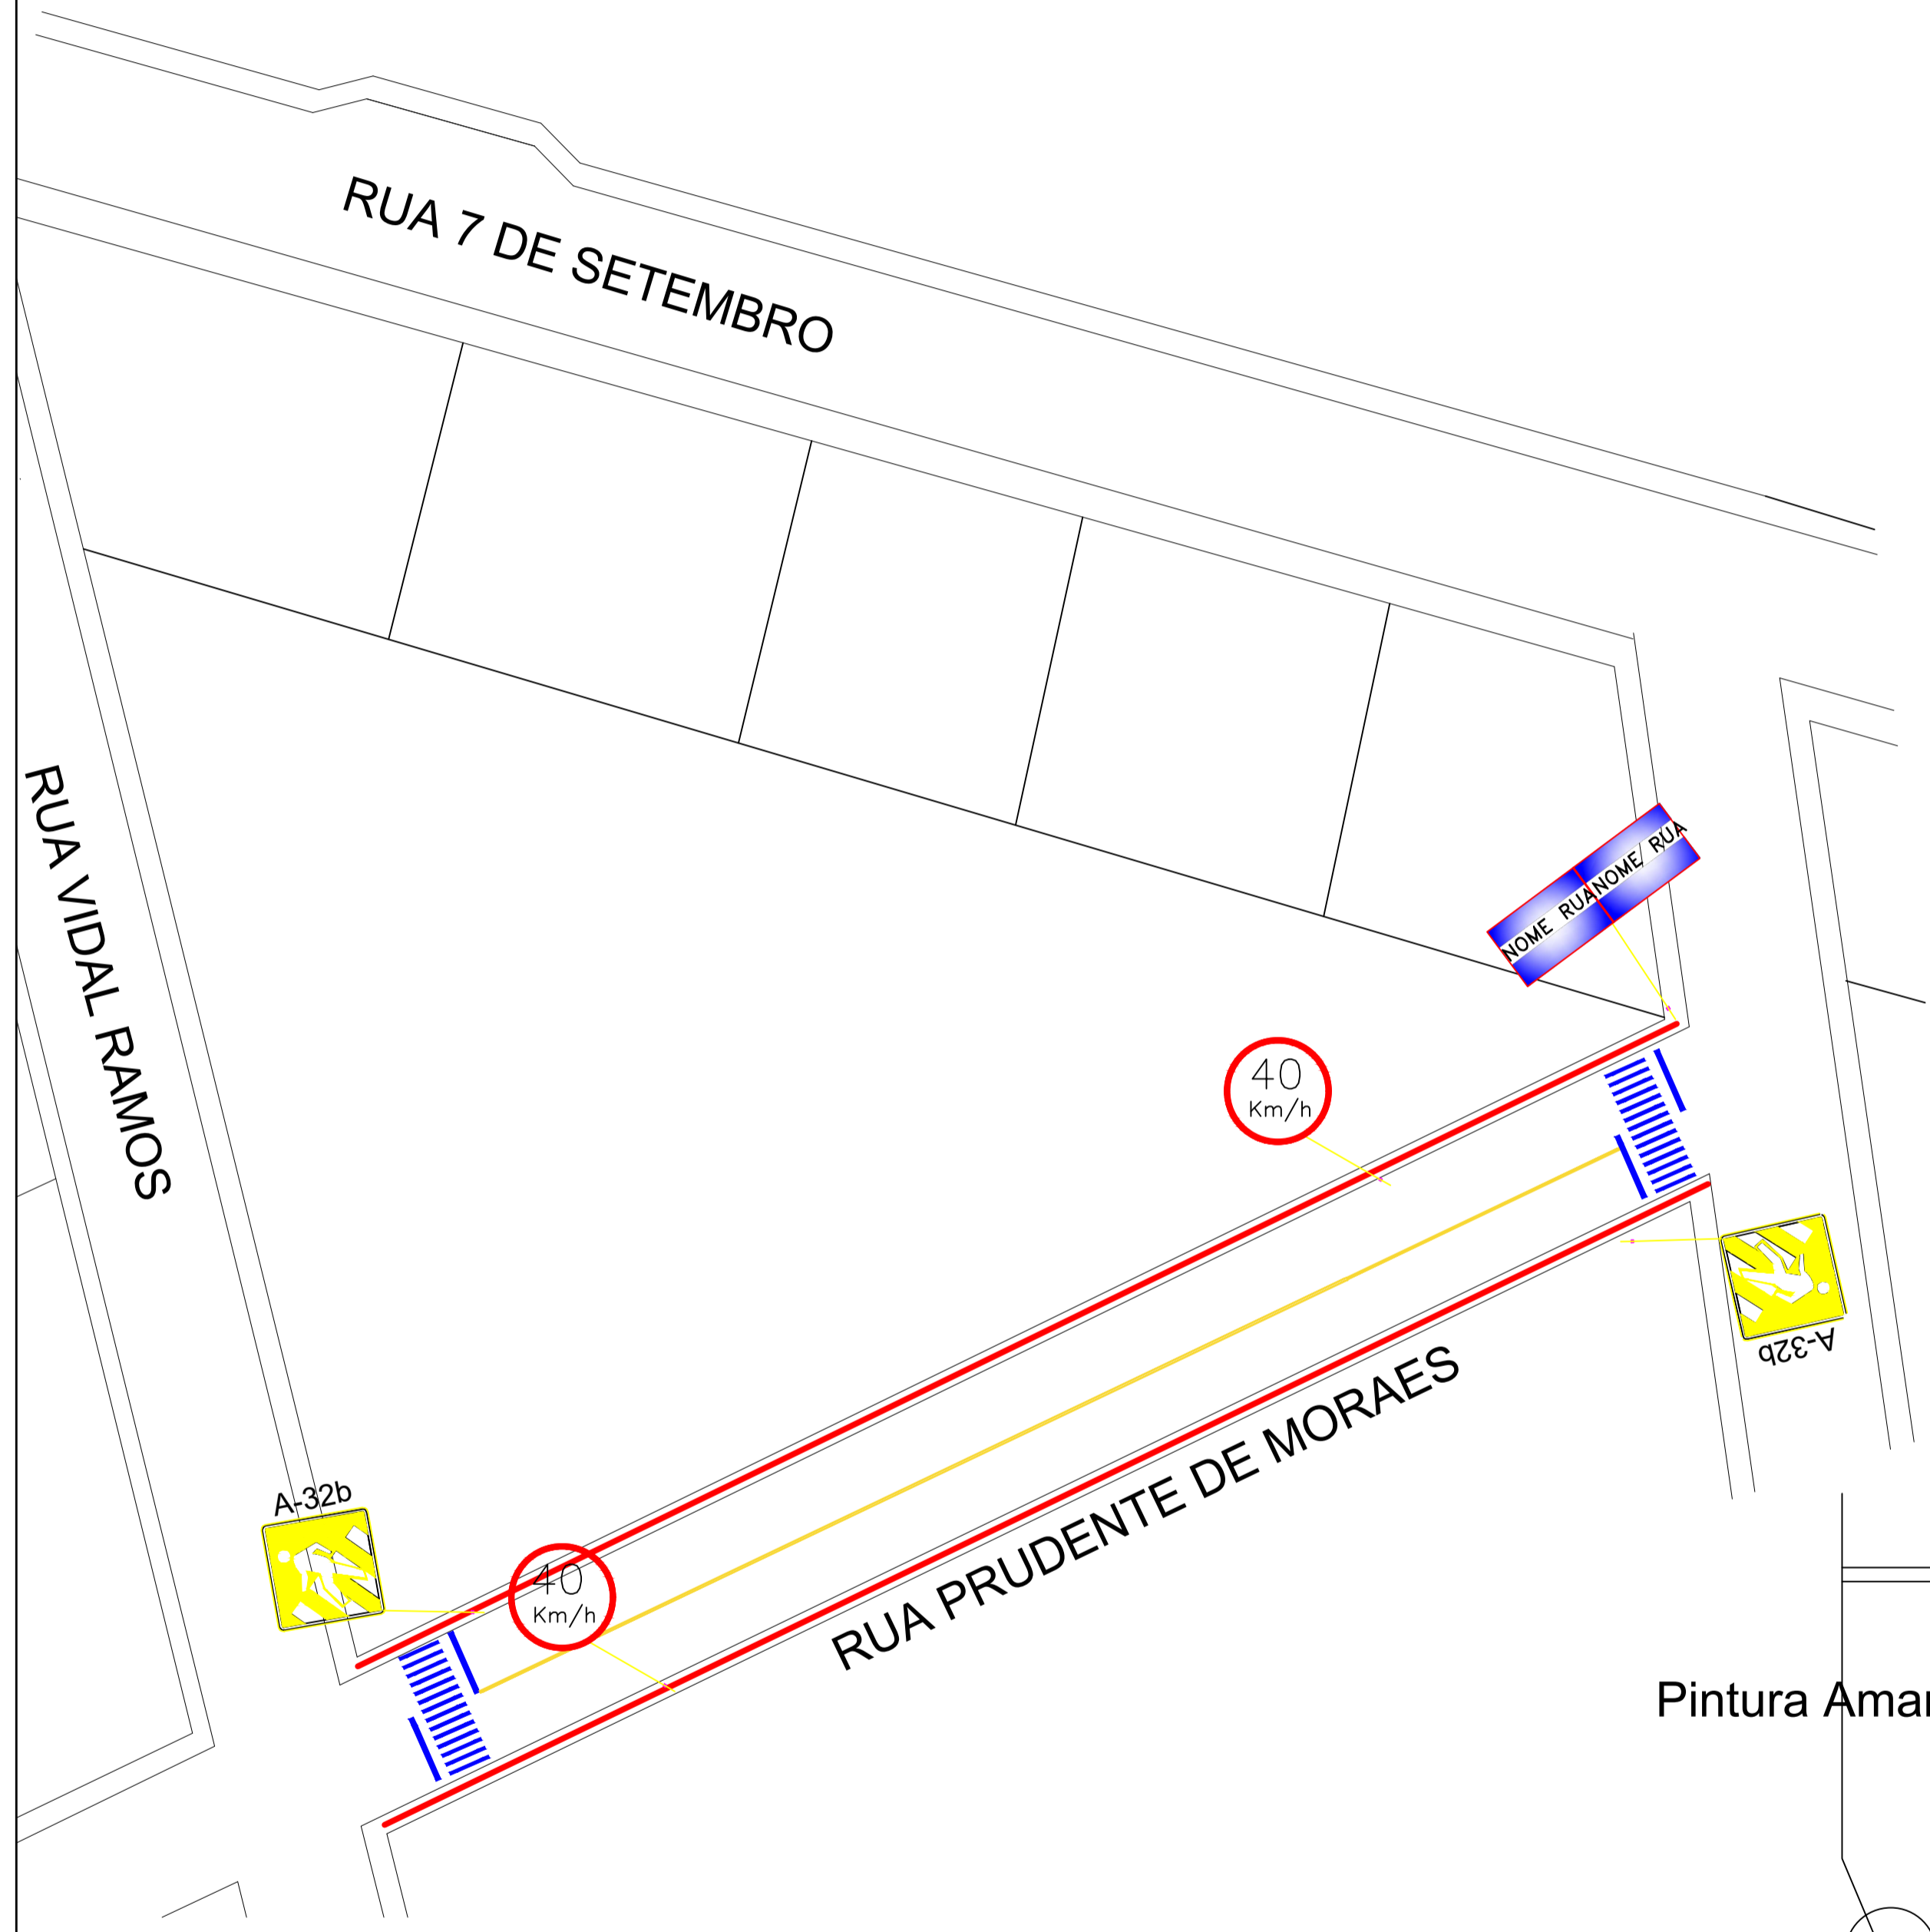 RUA 7 DE SETEMBRO
RUA VIDAL RAMOS
NOME RUA
NOME RUA
40
Km/h
A-32b
RUA PRUDENTE DE MORAES
A-32b
40
Km/h
Pintura Amar